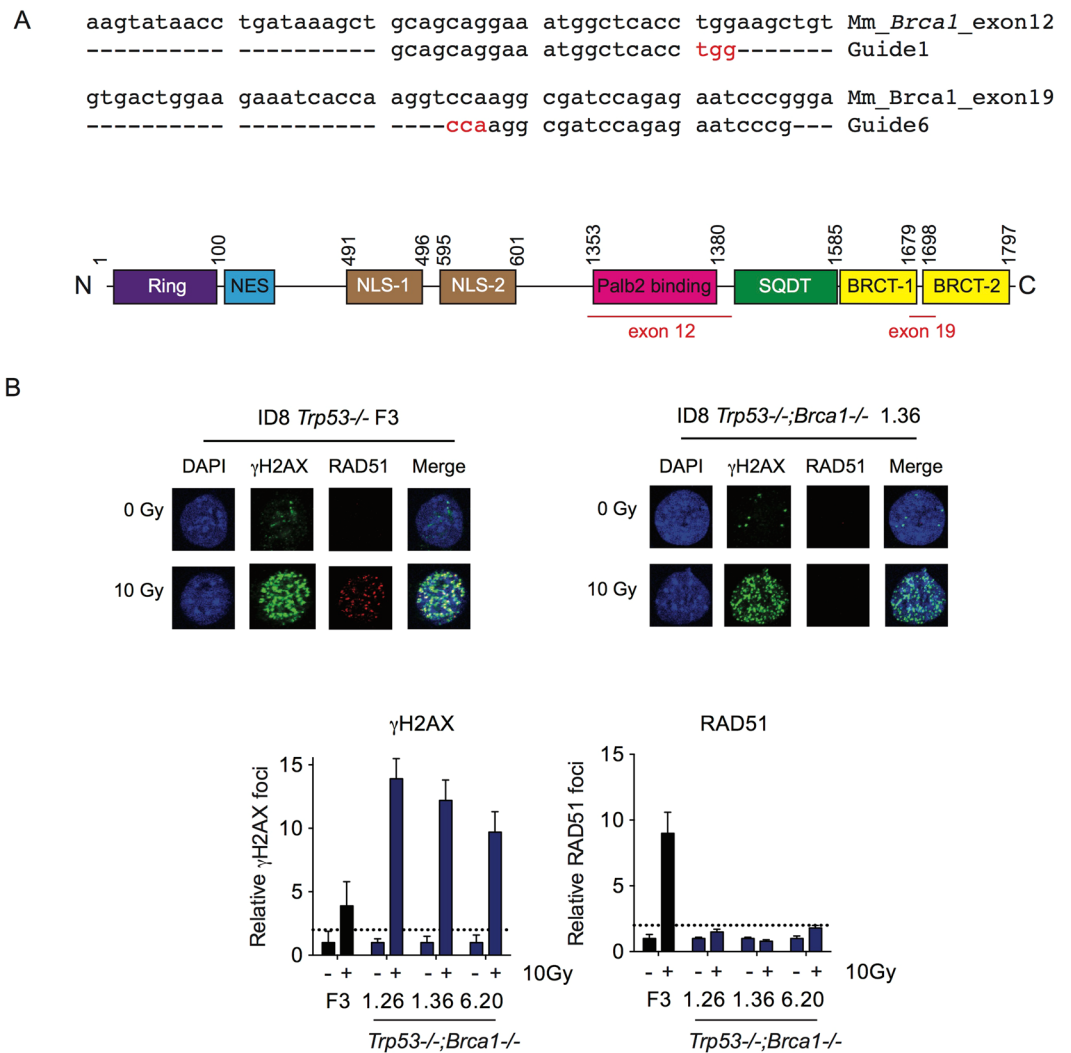 A
aagtataacc tgataaagct gcagcaggaa atggctcacc tggaagctgt Mm_Brca1_exon12
---------- ---------- gcagcaggaa atggctcacc tgg------- Guide1
gtgactggaa gaaatcacca aggtccaagg cgatccagag aatcccggga Mm_Brca1_exon19
---------- ---------- ----ccaagg cgatccagag aatcccg--- Guide6
1 100 491 496 595 601 1353 1380 1585 1679 1698 1797
N Ring NES NLS-1 NLS-2 Palb2 binding SQDT BRCT-1 BRCT-2 C
exon 12 exon 19
B
ID8 Trp53-/- F3
DAPI γH2AX RAD51 Merge
0 Gy
10 Gy
ID8 Trp53-/-;Brca1-/- 1.36
DAPI γH2AX RAD51 Merge
0 Gy
10 Gy
γH2AX
Relative γH2AX foci
15
10
5
0
- + - + - + - + 10Gy
F3 1.26 1.36 6.20
Trp53-/-;Brca1-/-
RAD51
Relative RAD51 foci
15
10
5
0
- + - + - + - + 10Gy
F3 1.26 1.36 6.20
Trp53-/-;Brca1-/-